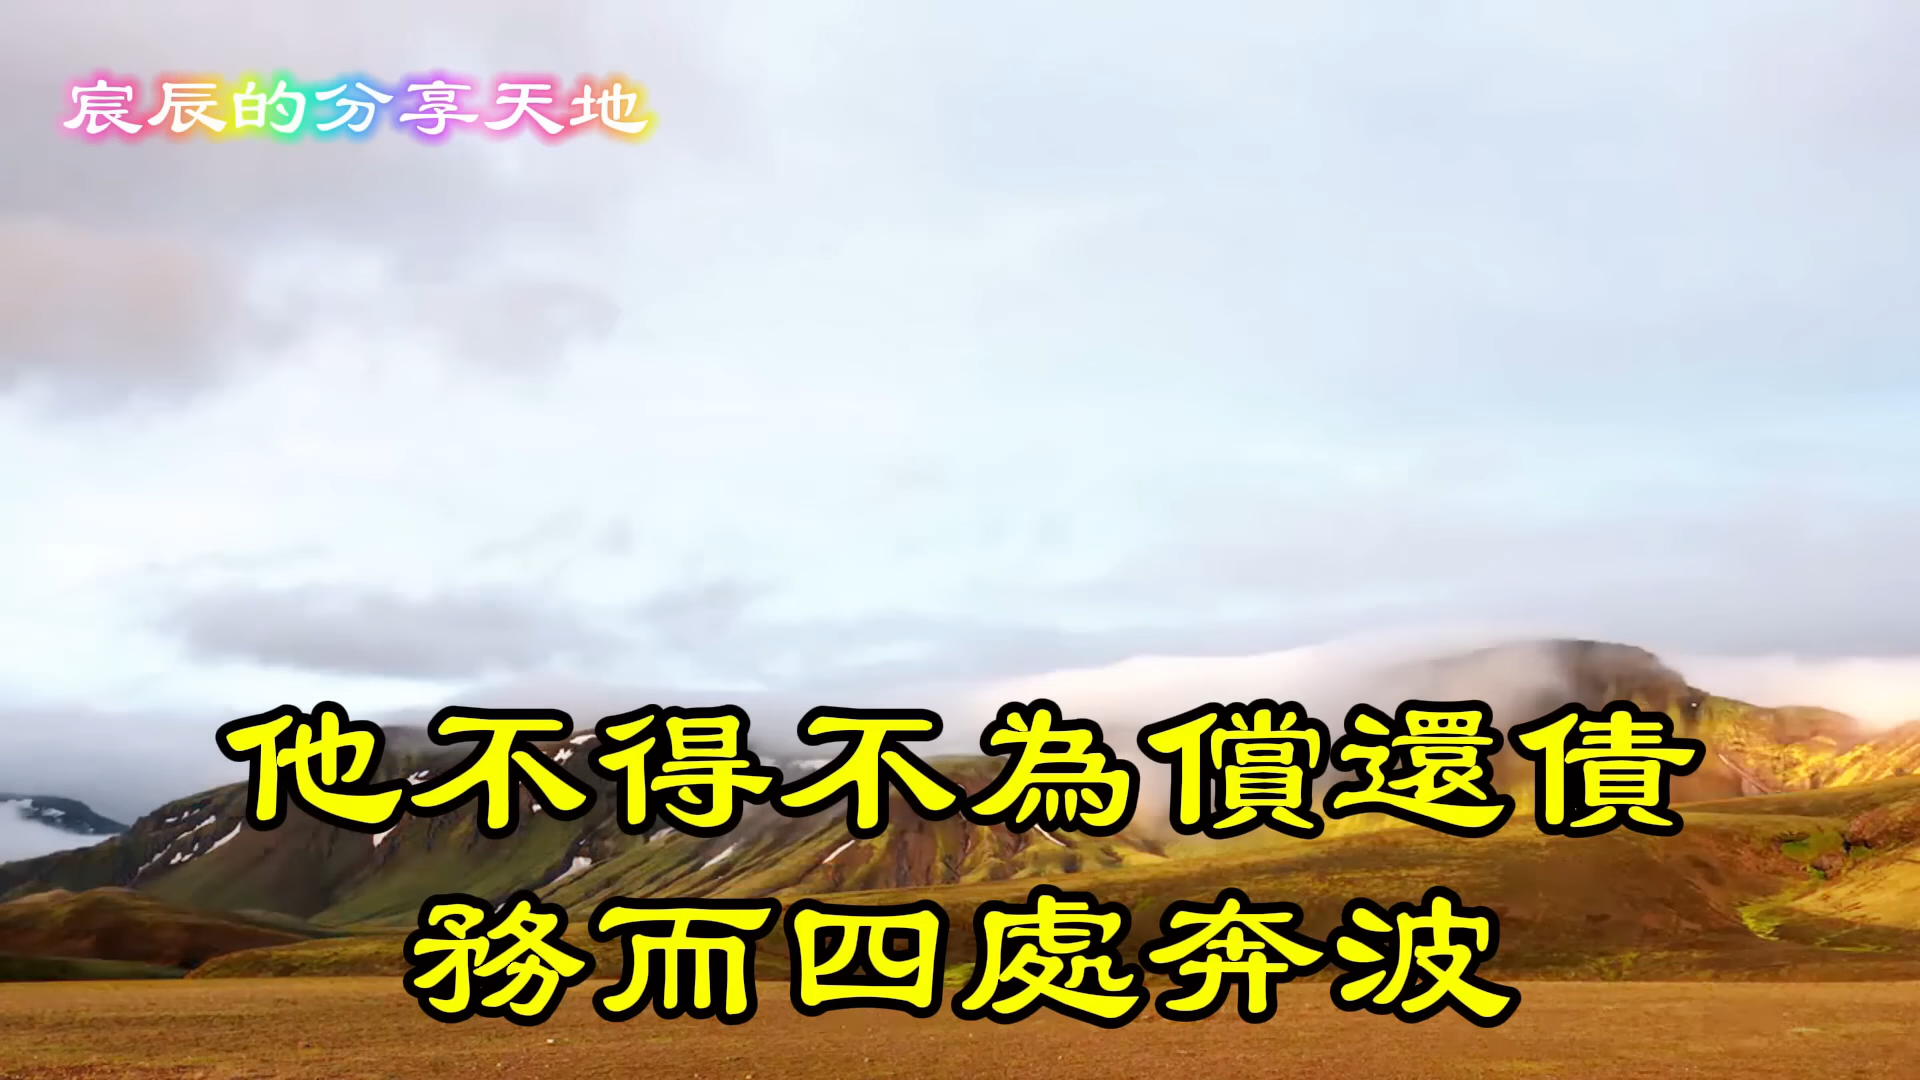 宸辰的分享天地
他不得不為償還債
務而四處奔波